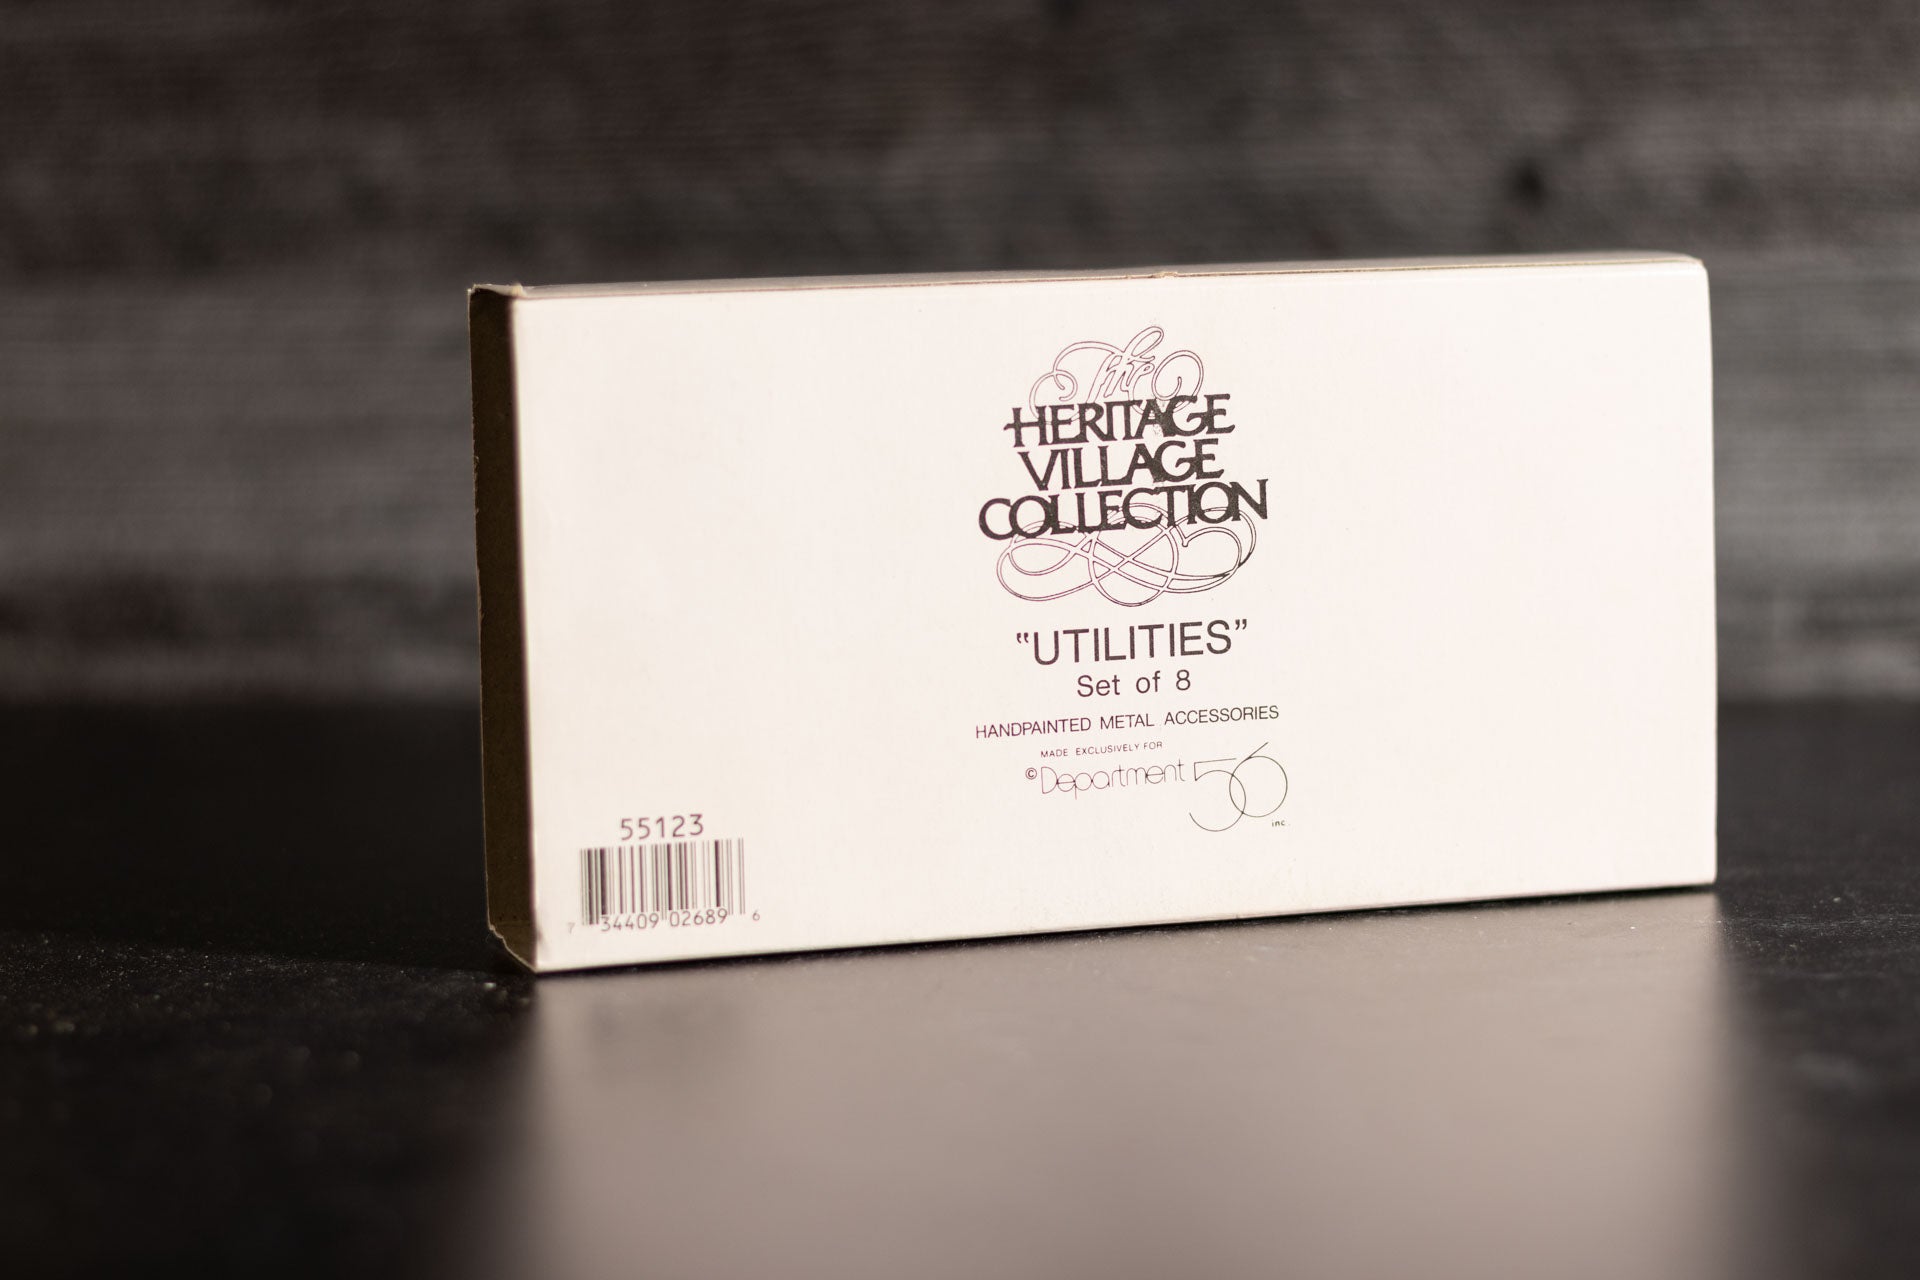 The
HERITAGE
VILLAGE
COLLECTION
"UTILITIES"
Set of 8
HANDPAINTED METAL ACCESSORIES
MADE EXCLUSIVELY FOR
©Department 56
inc.
55123
7 34409 02689 6